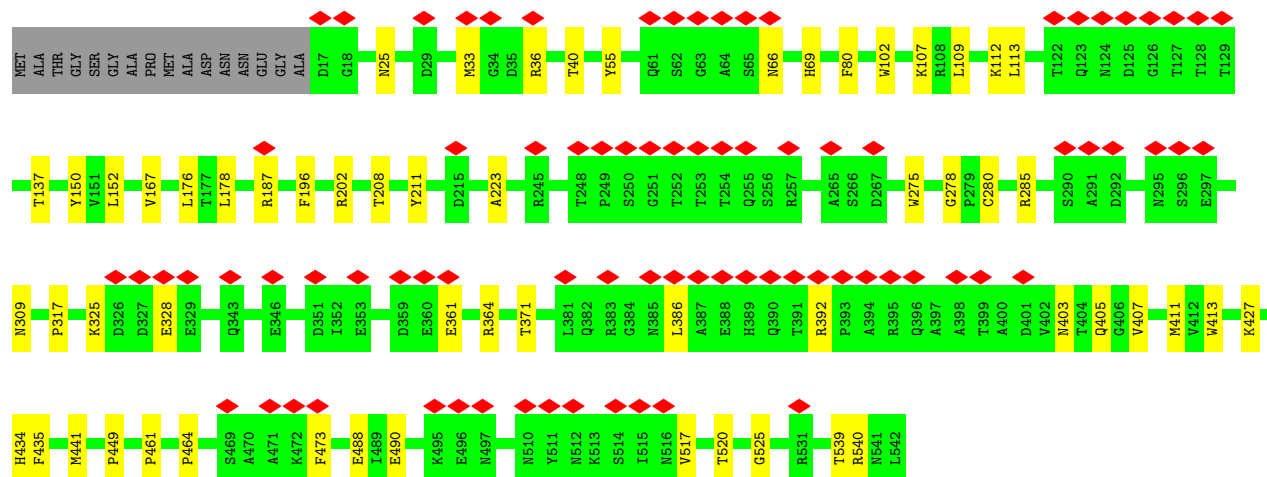 MET ALA THR GLY SER GLY ALA PRO MET ALA ASP ASN ASN GLU GLY ALA D17 G18 N25 D29 M33 G34 D35 R36 T40 Y55 Q61 S62 G63 A64 S65 N66 H69 F80 W102 K107 R108 L109 K112 L113 T122 Q123 N124 D125 G126 T127 T128 T129
T137 Y150 V151 L152 V167 L176 T177 L178 R187 F196 R202 T208 Y211 D215 A223 R245 T248 P249 S250 G251 T252 T253 T254 Q255 S256 R257 A265 S266 D267 W275 G278 P279 C280 R285 S290 A291 D292 N295 S296 E297
N309 P317 K325 D326 D327 E328 E329 Q343 E346 D351 I352 E353 D359 E360 E361 R364 T371 L381 Q382 R383 G384 N385 L386 A387 E388 H389 Q390 T391 R392 P393 A394 R395 Q396 A397 A398 T399 A400 D401 V402 N403 T404 Q405 G406 V407 M411 V412 W413 K427
H434 F435 M441 P449 P461 P464 S469 A470 A471 K472 F473 E488 I489 E490 K495 E496 N497 N510 Y511 N512 K513 S514 I515 N516 V517 T520 G525 R531 T539 R540 N541 L542